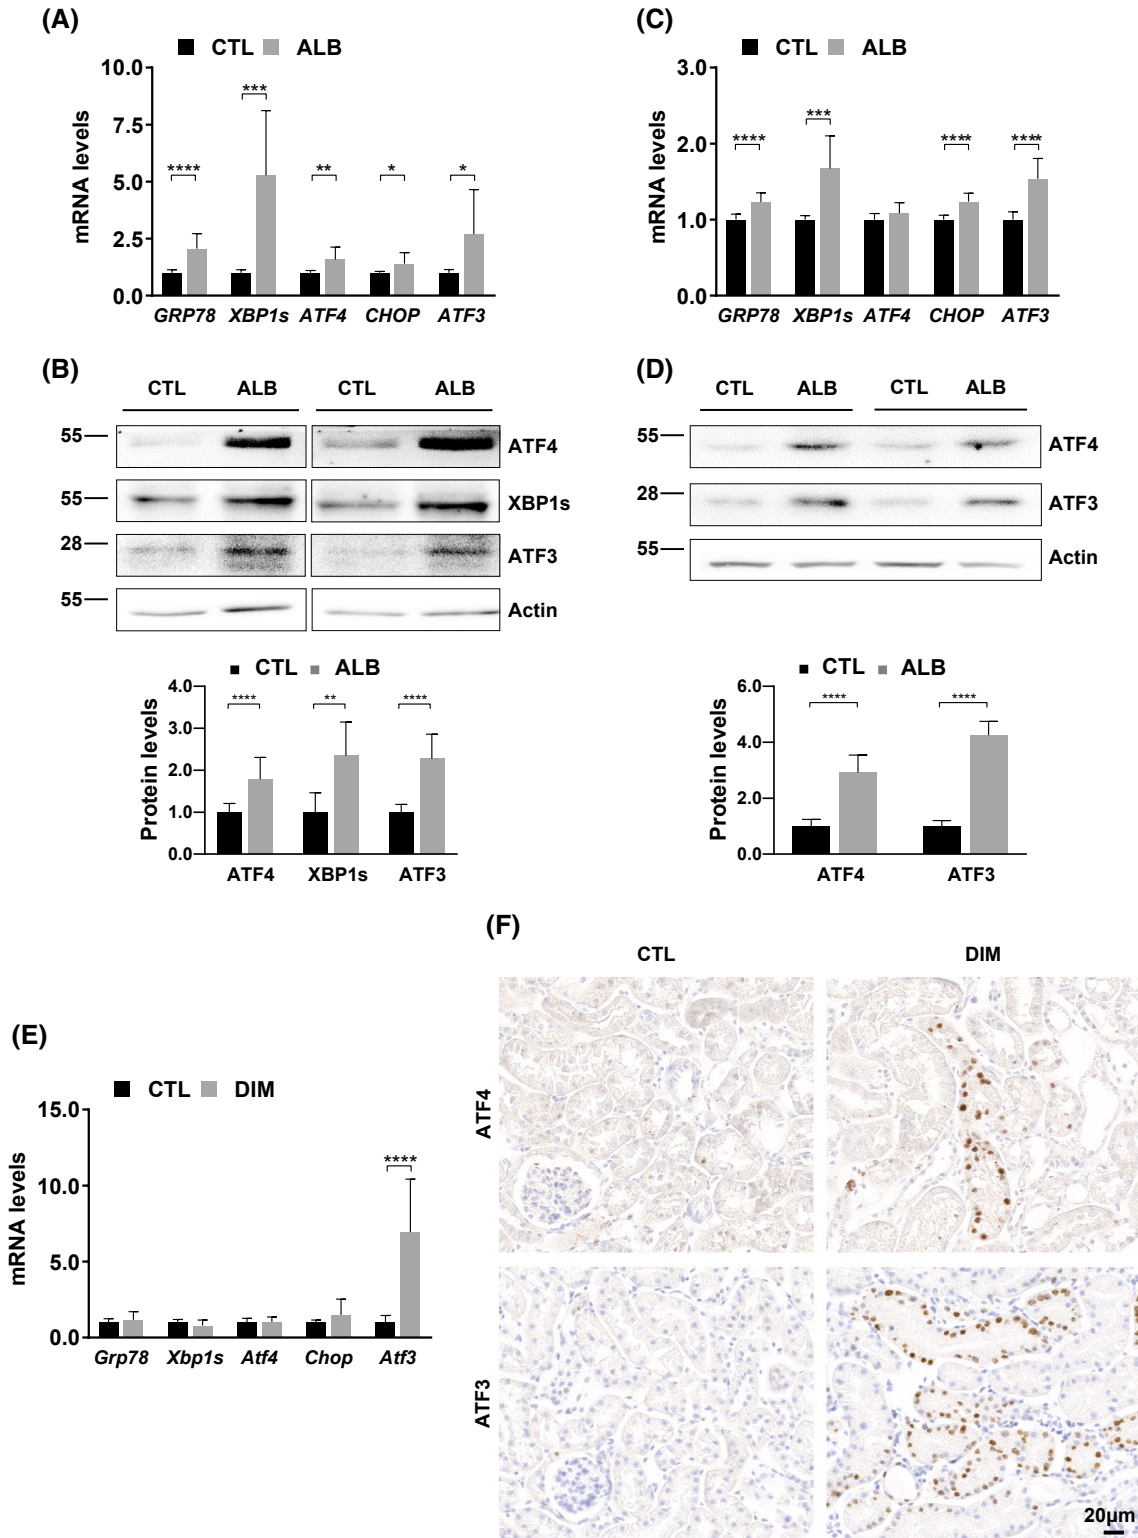 (A)
CTL ALB
10.0
7.5
5.0
2.5
0.0
mRNA levels
**** *** ** * *
GRP78 XBP1s ATF4 CHOP ATF3
(C)
CTL ALB
3.0
2.0
1.0
0.0
mRNA levels
**** *** **** ****
GRP78 XBP1s ATF4 CHOP ATF3
(B)
CTL ALB CTL ALB
55 ATF4
55 XBP1s
28 ATF3
55 Actin
CTL ALB
4.0
3.0
2.0
1.0
0.0
Protein levels
**** ** ****
ATF4 XBP1s ATF3
(D)
CTL ALB CTL ALB
55 ATF4
28 ATF3
55 Actin
CTL ALB
6.0
4.0
2.0
0.0
Protein levels
**** ****
ATF4 ATF3
(E)
CTL DIM
15.0
10.0
5.0
0.0
mRNA levels
****
Grp78 Xbp1s Atf4 Chop Atf3
(F)
CTL DIM
ATF4
ATF3
20µm